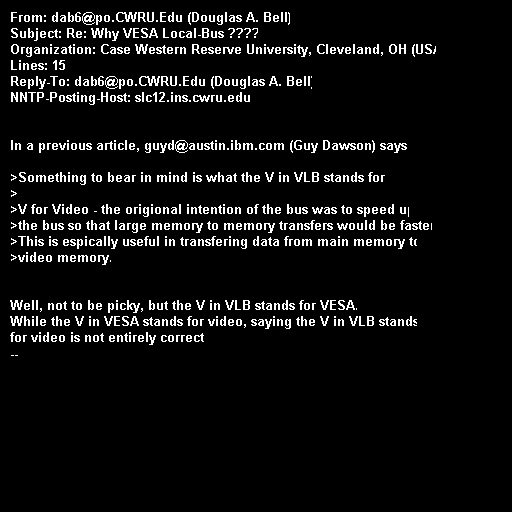 From: dab6@po.CWRU.Edu (Douglas A. Bell)
Subject: Re: Why VESA Local-Bus ????
Organization: Case Western Reserve University, Cleveland, OH (USA
Lines: 15
Reply-To: dab6@po.CWRU.Edu (Douglas A. Bell)
NNTP-Posting-Host: slc12.ins.cwru.edu
In a previous article, guyd@austin.ibm.com (Guy Dawson) says
>Something to bear in mind is what the V in VLB stands for
>
>V for Video - the origional intention of the bus was to speed up
>the bus so that large memory to memory transfers would be faster
>This is espically useful in transfering data from main memory to
>video memory.
Well, not to be picky, but the V in VLB stands for VESA.
While the V in VESA stands for video, saying the V in VLB stands
for video is not entirely correct
--